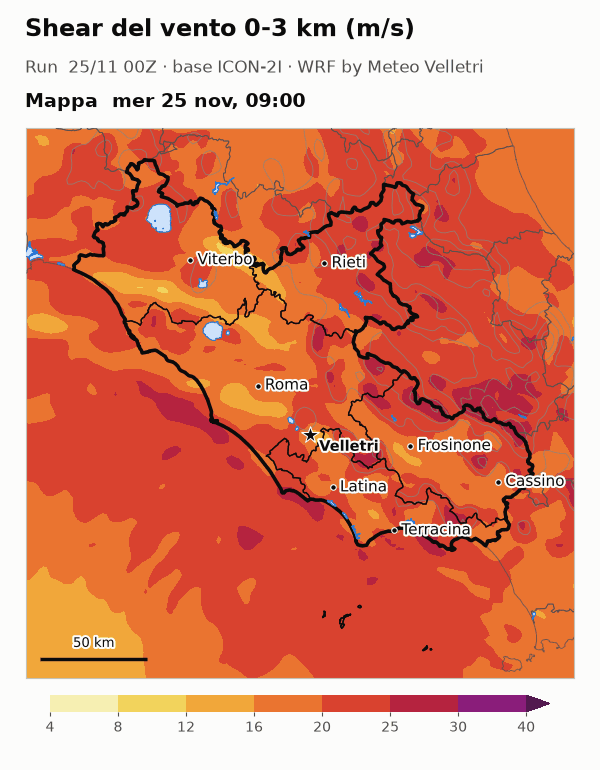 Shear del vento 0-3 km (m/s)
Run  25/11 00Z · base ICON-2I · WRF by Meteo Velletri
Mappa  mer 25 nov, 09:00
Viterbo
Rieti
Roma
Velletri
Frosinone
Cassino
Latina
Terracina
50 km
4 8 12 16 20 25 30 40